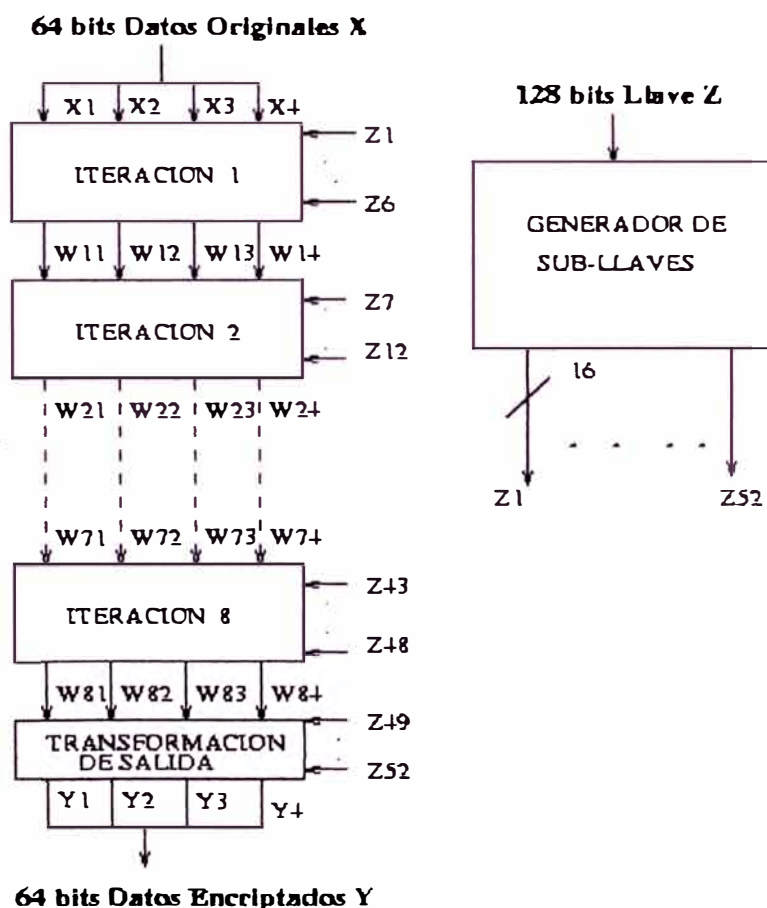 64 bits Datos Originales X
X1 X2 X3 X4
Z1
ITERACION 1
Z6
W11 W12 W13 W14
Z7
ITERACION 2
Z12
W21 W22 W23 W24
W71 W72 W73 W74
Z43
ITERACION 8
Z48
W81 W82 W83 W84
Z49
TRANSFORMACION
DE SALIDA
Z52
Y1 Y2 Y3 Y4
64 bits Datos Encriptados Y
128 bits Llave Z
GENERADOR DE
SUB-LLAVES
16
. . . .
Z1 Z52